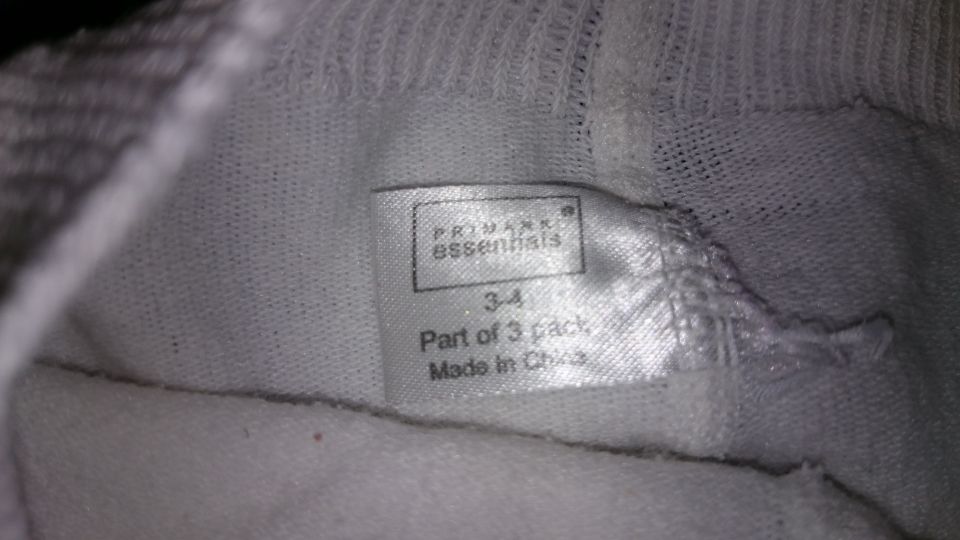 PRIMARK®
essentials
3-4
Part of 3 pack
Made in China